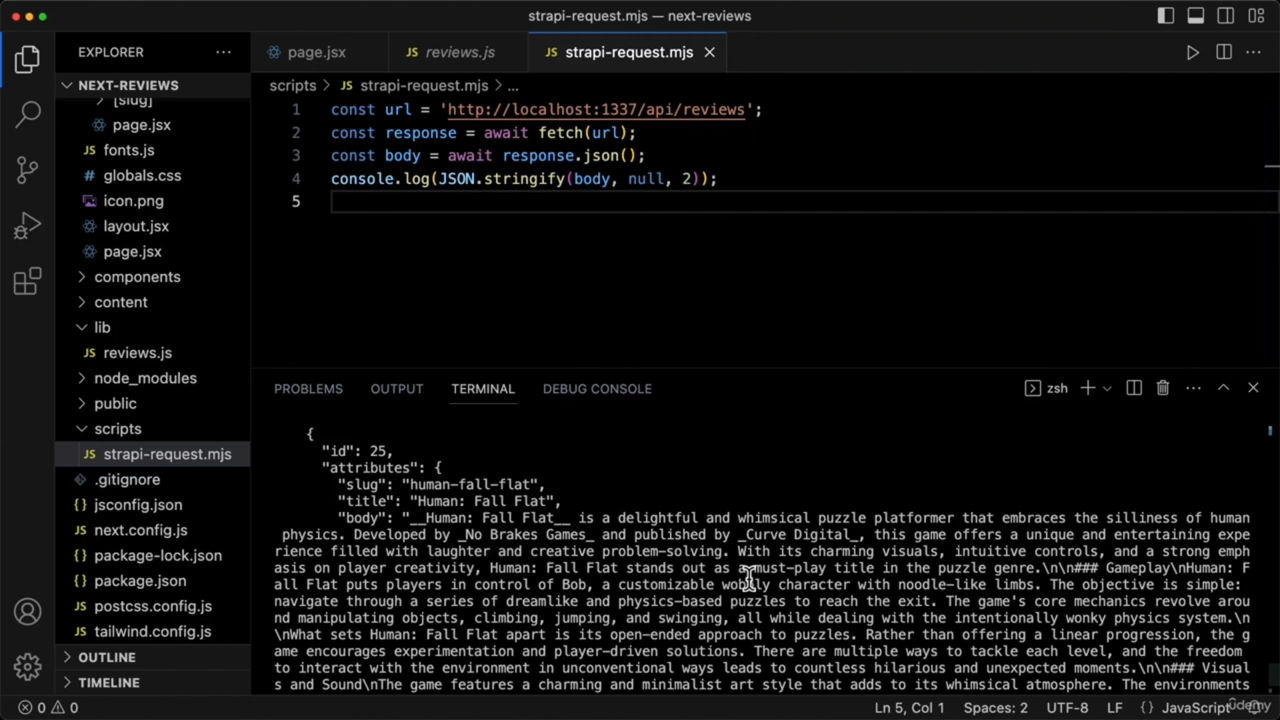 strapi-request.mjs — next-reviews
EXPLORER
page.jsx
JS reviews.js
JS strapi-request.mjs
NEXT-REVIEWS
scripts > JS strapi-request.mjs > ...
[slug]
page.jsx
JS fonts.js
# globals.css
icon.png
layout.jsx
page.jsx
components
content
lib
JS reviews.js
node_modules
public
scripts
JS strapi-request.mjs
.gitignore
{} jsconfig.json
JS next.config.js
{} package-lock.json
{} package.json
JS postcss.config.js
JS tailwind.config.js
OUTLINE
TIMELINE
1 const url = 'http://localhost:1337/api/reviews';
2 const response = await fetch(url);
3 const body = await response.json();
4 console.log(JSON.stringify(body, null, 2));
5
PROBLEMS OUTPUT TERMINAL DEBUG CONSOLE
zsh
{
"id": 25,
"attributes": {
"slug": "human-fall-flat",
"title": "Human: Fall Flat",
"body": "__Human: Fall Flat__ is a delightful and whimsical puzzle platformer that embraces the silliness of human
physics. Developed by _No Brakes Games_ and published by _Curve Digital_, this game offers a unique and entertaining expe
rience filled with laughter and creative problem-solving. With its charming visuals, intuitive controls, and a strong emph
asis on player creativity, Human: Fall Flat stands out as a must-play title in the puzzle genre.\n\n### Gameplay\nHuman: F
all Flat puts players in control of Bob, a customizable wobbly character with noodle-like limbs. The objective is simple:
navigate through a series of dreamlike and physics-based puzzles to reach the exit. The game's core mechanics revolve arou
nd manipulating objects, climbing, jumping, and swinging, all while dealing with the intentionally wonky physics system.\n
\nWhat sets Human: Fall Flat apart is its open-ended approach to puzzles. Rather than offering a linear progression, the g
ame encourages experimentation and player-driven solutions. There are multiple ways to tackle each level, and the freedom
to interact with the environment in unconventional ways leads to countless hilarious and unexpected moments.\n\n### Visual
s and Sound\nThe game features a charming and minimalist art style that adds to its whimsical atmosphere. The environments
0 0
Ln 5, Col 1 Spaces: 2 UTF-8 LF {} JavaScript
ûdemy